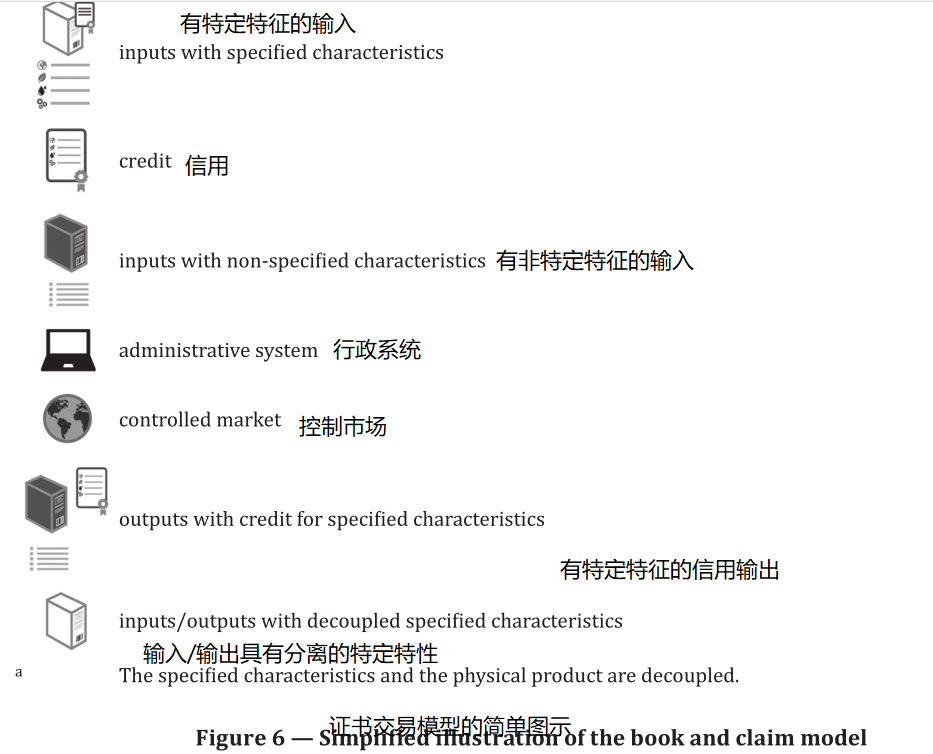 有特定特征的输入
inputs with specified characteristics
credit 信用
inputs with non-specified characteristics 有非特定特征的输入
administrative system 行政系统
controlled market 控制市场
outputs with credit for specified characteristics
有特定特征的信用输出
inputs/outputs with decoupled specified characteristics
输入/输出具有分离的特定特性
a The specified characteristics and the physical product are decoupled.
证书交易模型的简单图示
Figure 6 — Simplified illustration of the book and claim model